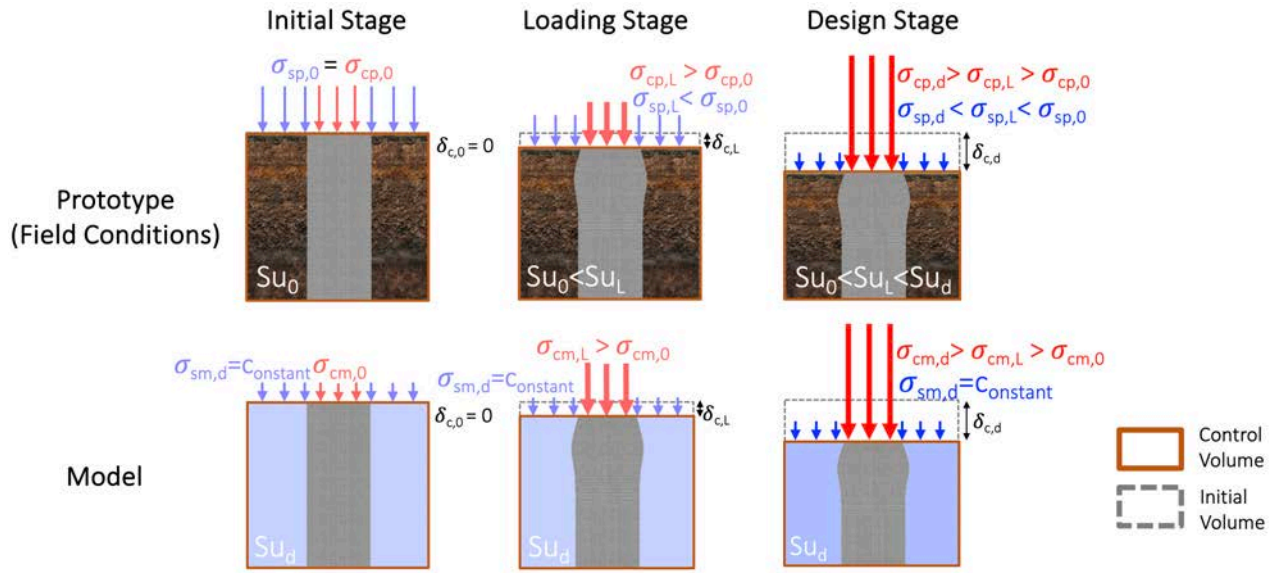 Initial Stage
Loading Stage
Design Stage
σsp,0 = σcp,0
σcp,L > σcp,0
σsp,L < σsp,0
σcp,d > σcp,L > σcp,0
σsp,d < σsp,L < σsp,0
δc,0 = 0
δc,L
δc,d
Prototype
(Field Conditions)
Su0
Su0<SuL
Su0<SuL<Sud
σsm,d=Constant σcm,0
σcm,L > σcm,0
σsm,d=Constant
σcm,d > σcm,L > σcm,0
σsm,d=Constant
δc,0 = 0
δc,L
δc,d
Model
Sud
Sud
Sud
Control
Volume
Initial
Volume